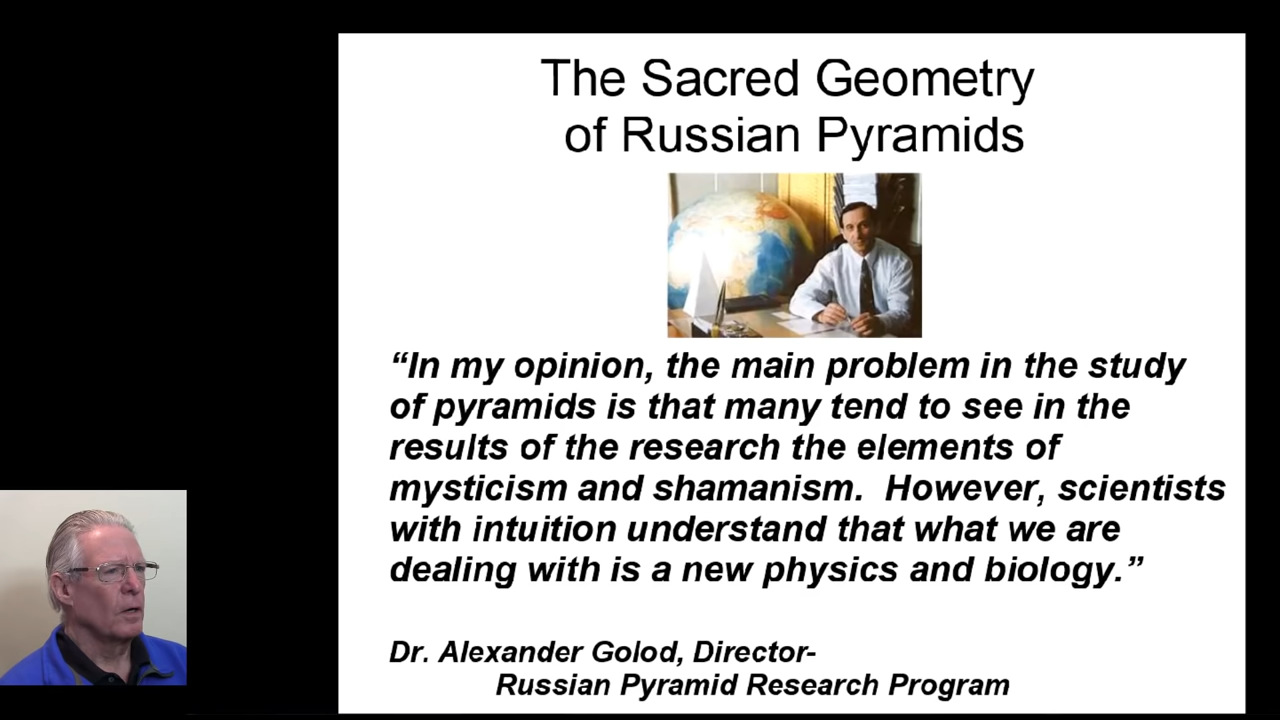 The Sacred Geometry
of Russian Pyramids
“In my opinion, the main problem in the study
of pyramids is that many tend to see in the
results of the research the elements of
mysticism and shamanism.  However, scientists
with intuition understand that what we are
dealing with is a new physics and biology.”
Dr. Alexander Golod, Director-
Russian Pyramid Research Program